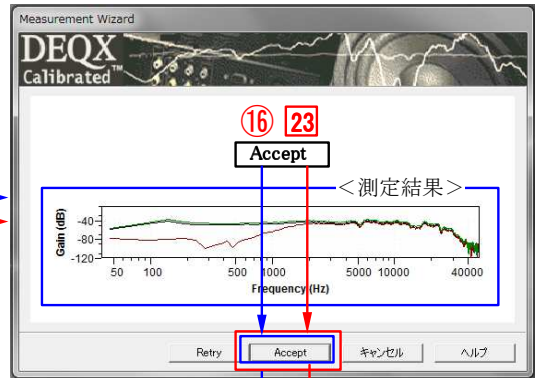 Measurement Wizard
DEQX
Calibrated™
⑯ 23
Accept
＜測定結果＞
Gain (dB)
-40
-80
-120
50 100 500 1000 5000 10000 40000
Frequency (Hz)
Retry Accept キャンセル ヘルプ